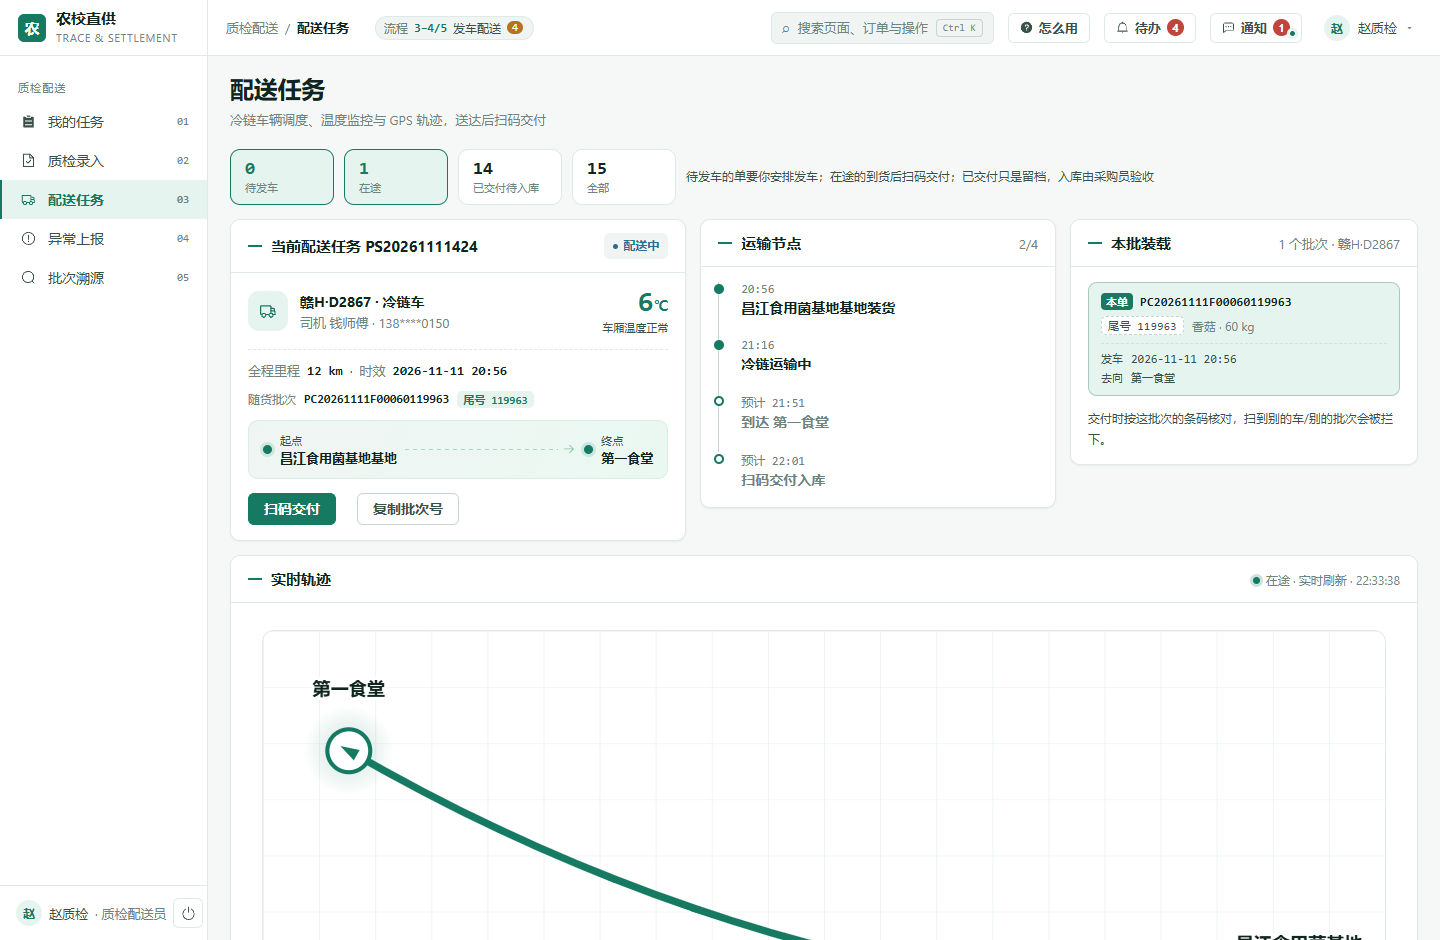 农校直供
TRACE & SETTLEMENT
质检配送 / 配送任务
流程 3-4/5 发车配送 4
搜索页面、订单与操作 Ctrl K
怎么用
待办 4
通知 1
赵 赵质检
质检配送
我的任务 01
质检录入 02
配送任务 03
异常上报 04
批次溯源 05
赵 赵质检 · 质检配送员
配送任务
冷链车辆调度、温度监控与 GPS 轨迹，送达后扫码交付
0
待发车
1
在途
14
已交付待入库
15
全部
待发车的单要你安排发车；在途的到货后扫码交付；已交付只是留档，入库由采购员验收
当前配送任务 PS20261111424
配送中
赣H·D2867 · 冷链车
司机 钱师傅 · 138****0150
6℃
车厢温度正常
全程里程 12 km · 时效 2026-11-11 20:56
随货批次 PC20261111F00060119963 尾号 119963
起点
昌江食用菌基地基地
终点
第一食堂
扫码交付
复制批次号
运输节点 2/4
20:56
昌江食用菌基地基地装货
21:16
冷链运输中
预计 21:51
到达 第一食堂
预计 22:01
扫码交付入库
本批装载
1 个批次 · 赣H·D2867
本单 PC20261111F00060119963
尾号 119963 香菇 · 60 kg
发车 2026-11-11 20:56
去向 第一食堂
交付时按这批次的条码核对，扫到别的车/别的批次会被拦
下。
实时轨迹
在途 · 实时刷新 · 22:33:38
第一食堂
昌江食用菌基地